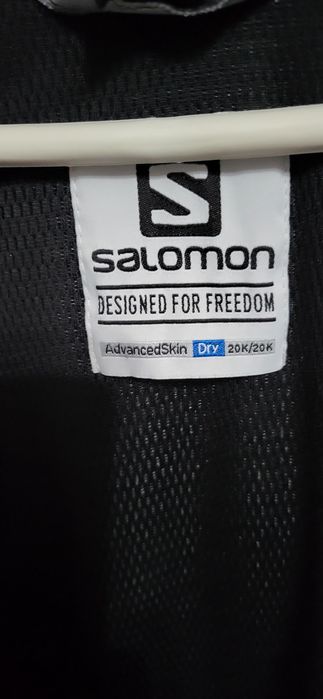 S
salomon
DESIGNED FOR FREEDOM
AdvancedSkin Dry 20K/20K